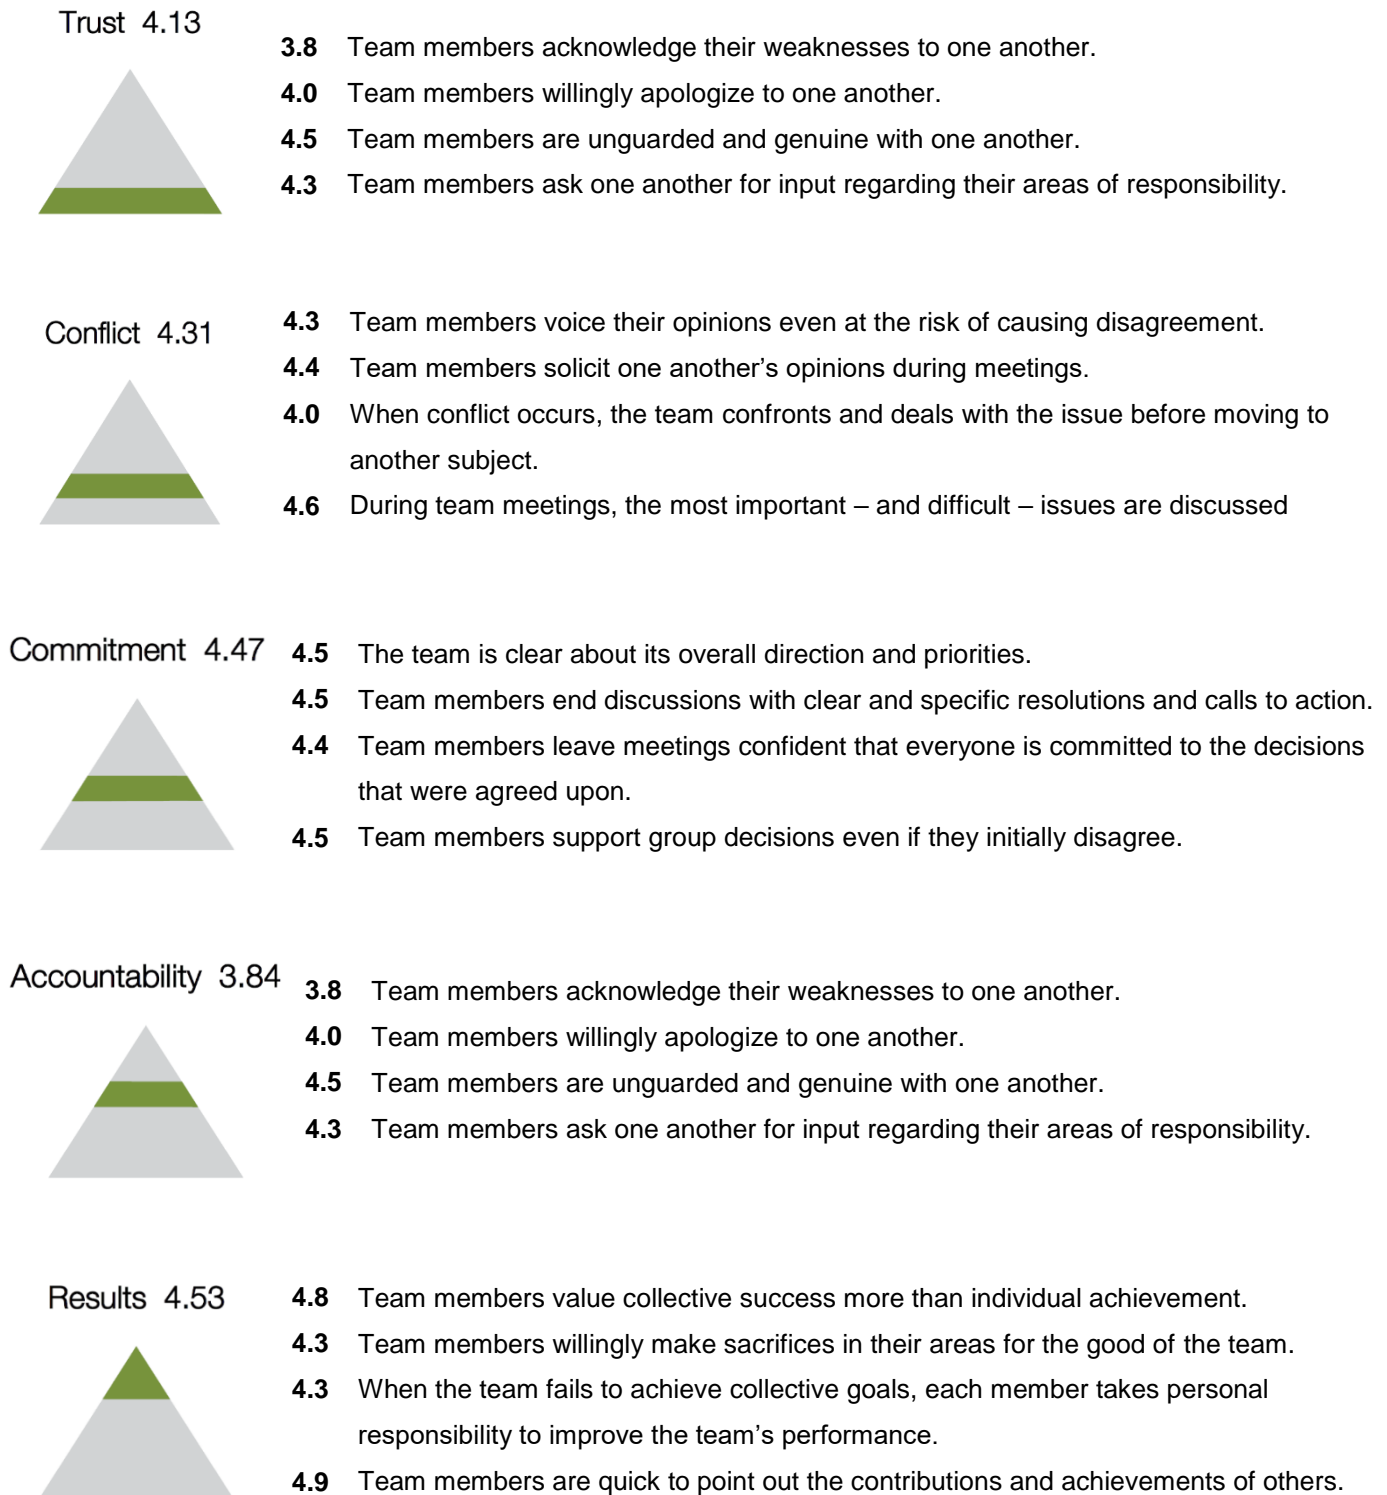 Trust 4.13
3.8 Team members acknowledge their weaknesses to one another.
4.0 Team members willingly apologize to one another.
4.5 Team members are unguarded and genuine with one another.
4.3 Team members ask one another for input regarding their areas of responsibility.
Conflict 4.31
4.3 Team members voice their opinions even at the risk of causing disagreement.
4.4 Team members solicit one another’s opinions during meetings.
4.0 When conflict occurs, the team confronts and deals with the issue before moving to
another subject.
4.6 During team meetings, the most important – and difficult – issues are discussed
Commitment 4.47
4.5 The team is clear about its overall direction and priorities.
4.5 Team members end discussions with clear and specific resolutions and calls to action.
4.4 Team members leave meetings confident that everyone is committed to the decisions
that were agreed upon.
4.5 Team members support group decisions even if they initially disagree.
Accountability 3.84
3.8 Team members acknowledge their weaknesses to one another.
4.0 Team members willingly apologize to one another.
4.5 Team members are unguarded and genuine with one another.
4.3 Team members ask one another for input regarding their areas of responsibility.
Results 4.53
4.8 Team members value collective success more than individual achievement.
4.3 Team members willingly make sacrifices in their areas for the good of the team.
4.3 When the team fails to achieve collective goals, each member takes personal
responsibility to improve the team’s performance.
4.9 Team members are quick to point out the contributions and achievements of others.